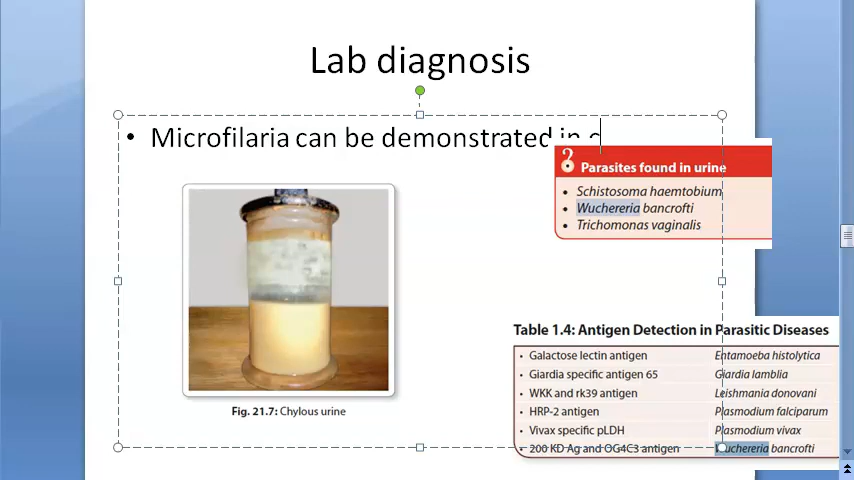 Lab diagnosis
• Microfilaria can be demonstrated in c
Parasites found in urine
• Schistosoma haemtobium
• Wuchereria bancrofti
• Trichomonas vaginalis
Fig. 21.7: Chylous urine
Table 1.4: Antigen Detection in Parasitic Diseases
• Galactose lectin antigen Entamoeba histolytica
• Giardia specific antigen 65 Giardia lamblia
• WKK and rk39 antigen Leishmania donovani
• HRP-2 antigen Plasmodium falciparum
• Vivax specific pLDH Plasmodium vivax
• 200 KD Ag and OG4C3 antigen Wuchereria bancrofti